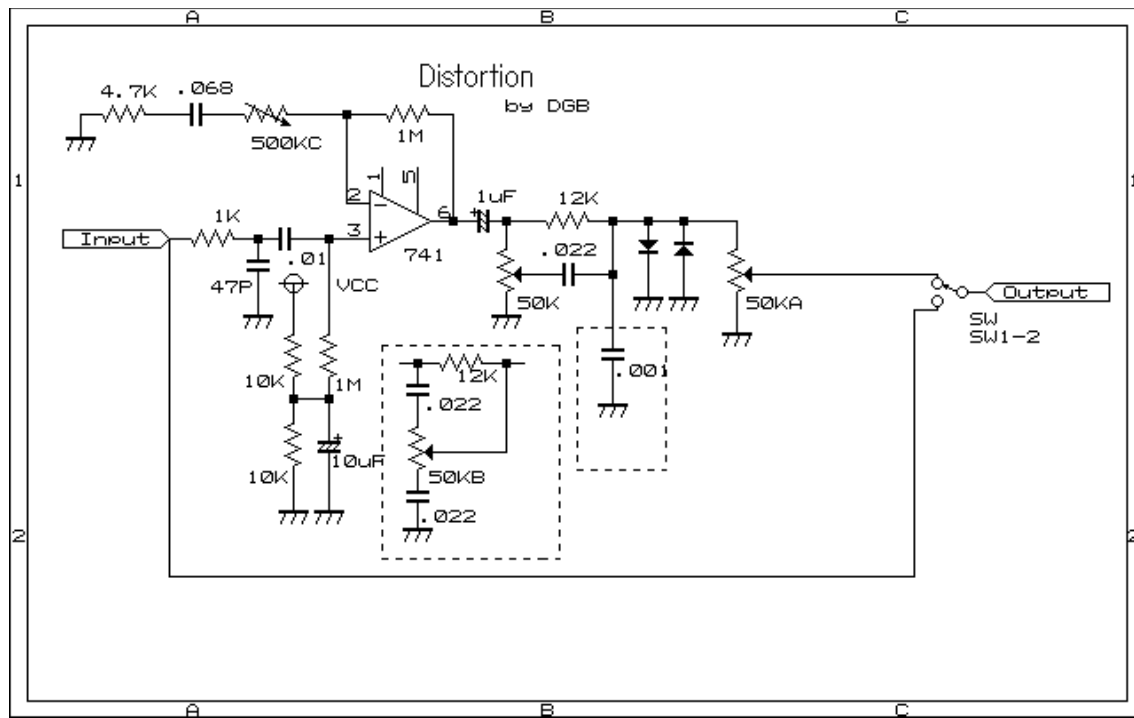 A B C
Distortion
by DGB
4.7K .068
500KC 1M
1 1
1 5
2 6 1uF 12K
1K
Input 3 .022
.01 741
47P VCC 50K 50KA Output
SW
SW1-2
10K 1M 12K .001
.022
10K 10uF 50KB
.022
2 2
A B C